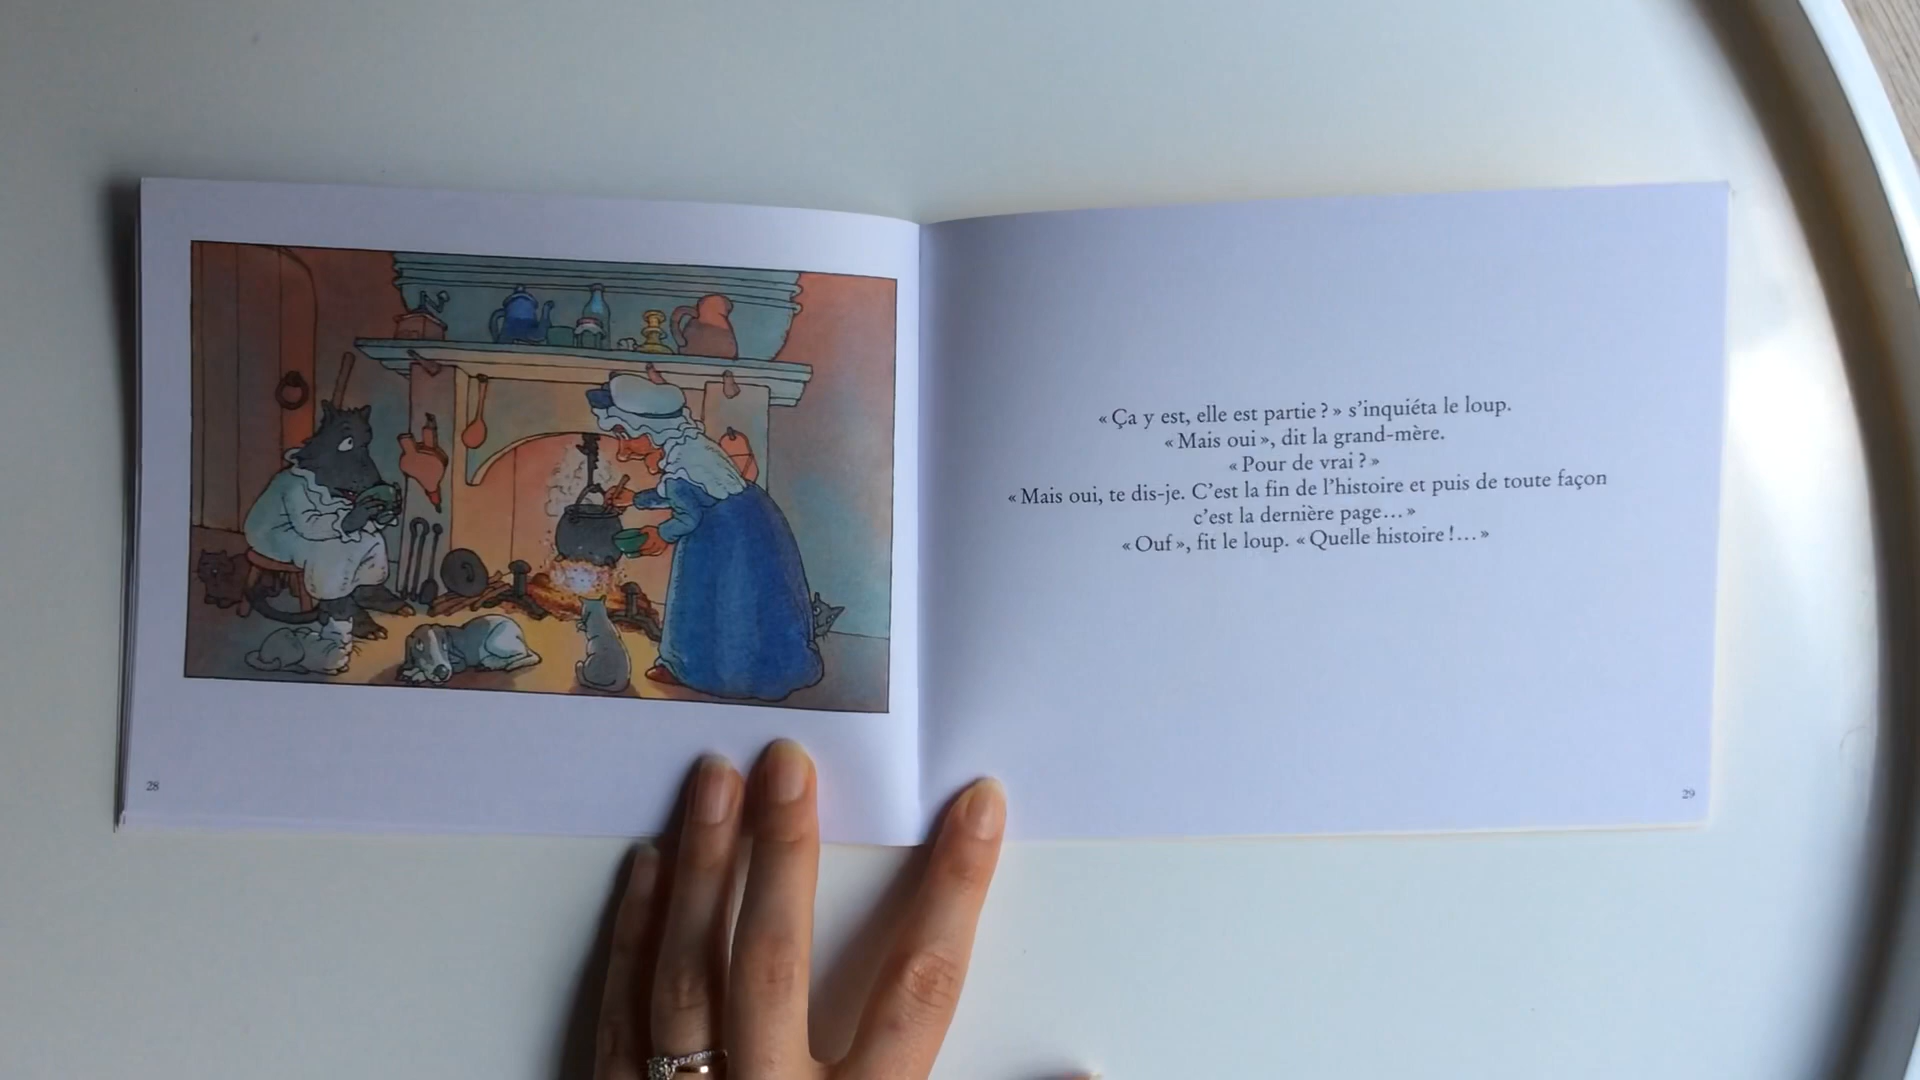 « Ça y est, elle est partie ? » s'inquiéta le loup.
« Mais oui », dit la grand-mère.
« Pour de vrai ? »
« Mais oui, te dis-je. C'est la fin de l'histoire et puis de toute façon
c'est la dernière page... »
« Ouf », fit le loup. « Quelle histoire !... »
28
29